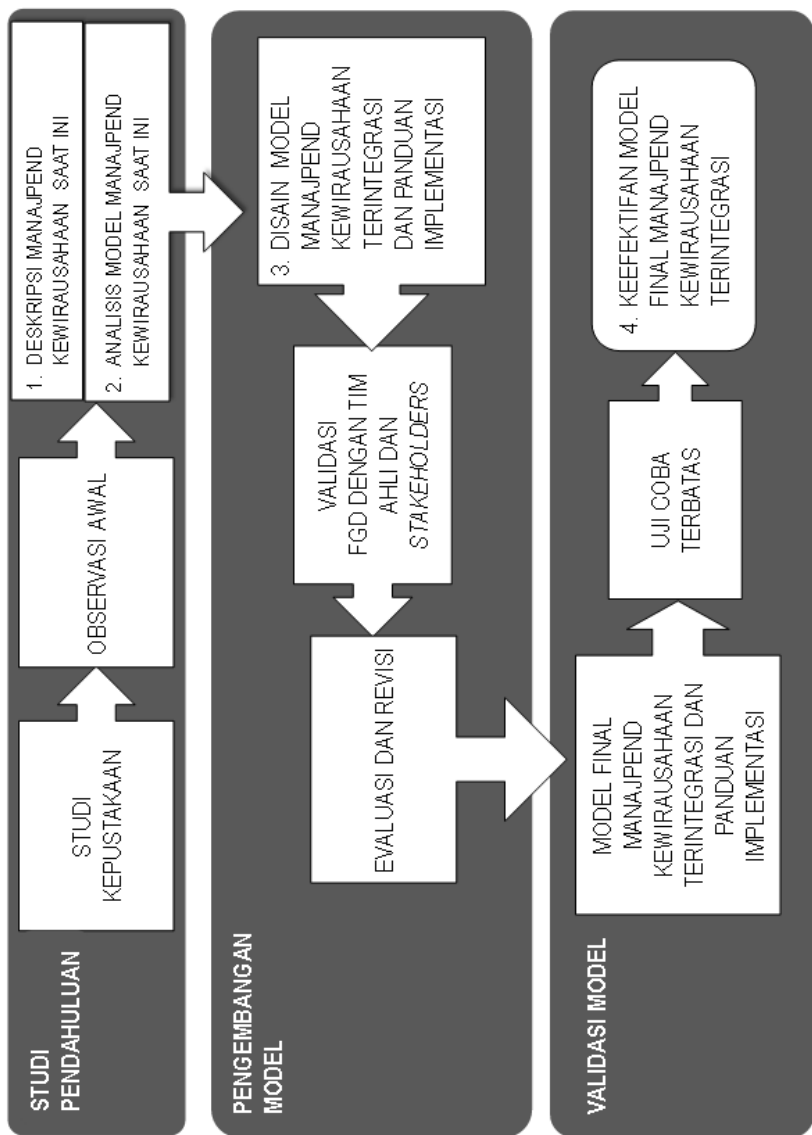 STUDI
PENDAHULUAN
STUDI
KEPUSTAKAAN
OBSERVASI AWAL
1. DESKRIPSI MANAJPEND
KEWIRAUSAHAAN SAAT INI
2. ANALISIS MODEL MANAJPEND
KEWIRAUSAHAAN SAAT INI
PENGEMBANGAN
MODEL
3. DISAIN MODEL
MANAJPEND
KEWIRAUSAHAAN
TERINTEGRASI
DAN PANDUAN
IMPLEMENTASI
VALIDASI
FGD DENGAN TIM
AHLI DAN
STAKEHOLDERS
EVALUASI DAN REVISI
VALIDASI MODEL
MODEL FINAL
MANAJPEND
KEWIRAUSAHAAN
TERINTEGRASI DAN
PANDUAN
IMPLEMENTASI
UJI COBA
TERBATAS
4. KEEFEKTIFAN MODEL
FINAL MANAJPEND
KEWIRAUSAHAAN
TERINTEGRASI